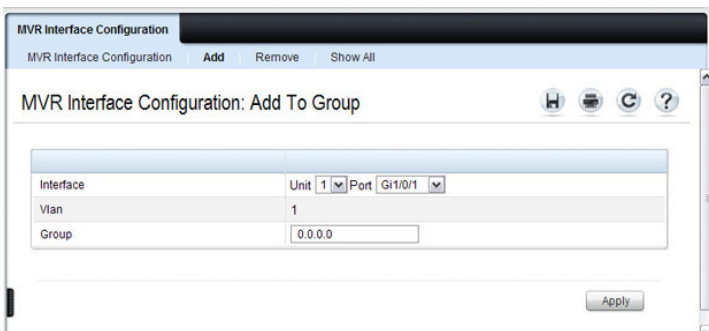 MVR Interface Configuration
MVR Interface Configuration Add Remove Show All
MVR Interface Configuration: Add To Group
Interface Unit 1 Port Gi1/0/1
Vlan 1
Group 0.0.0.0
Apply